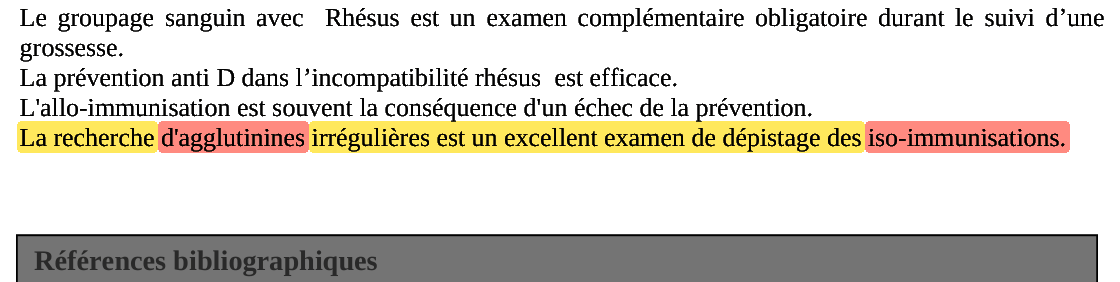 Le groupage sanguin avec  Rhésus est un examen complémentaire obligatoire durant le suivi d’une
grossesse.
La prévention anti D dans l’incompatibilité rhésus  est efficace.
L'allo-immunisation est souvent la conséquence d'un échec de la prévention.
La recherche d'agglutinines irrégulières est un excellent examen de dépistage des iso-immunisations.
Références bibliographiques